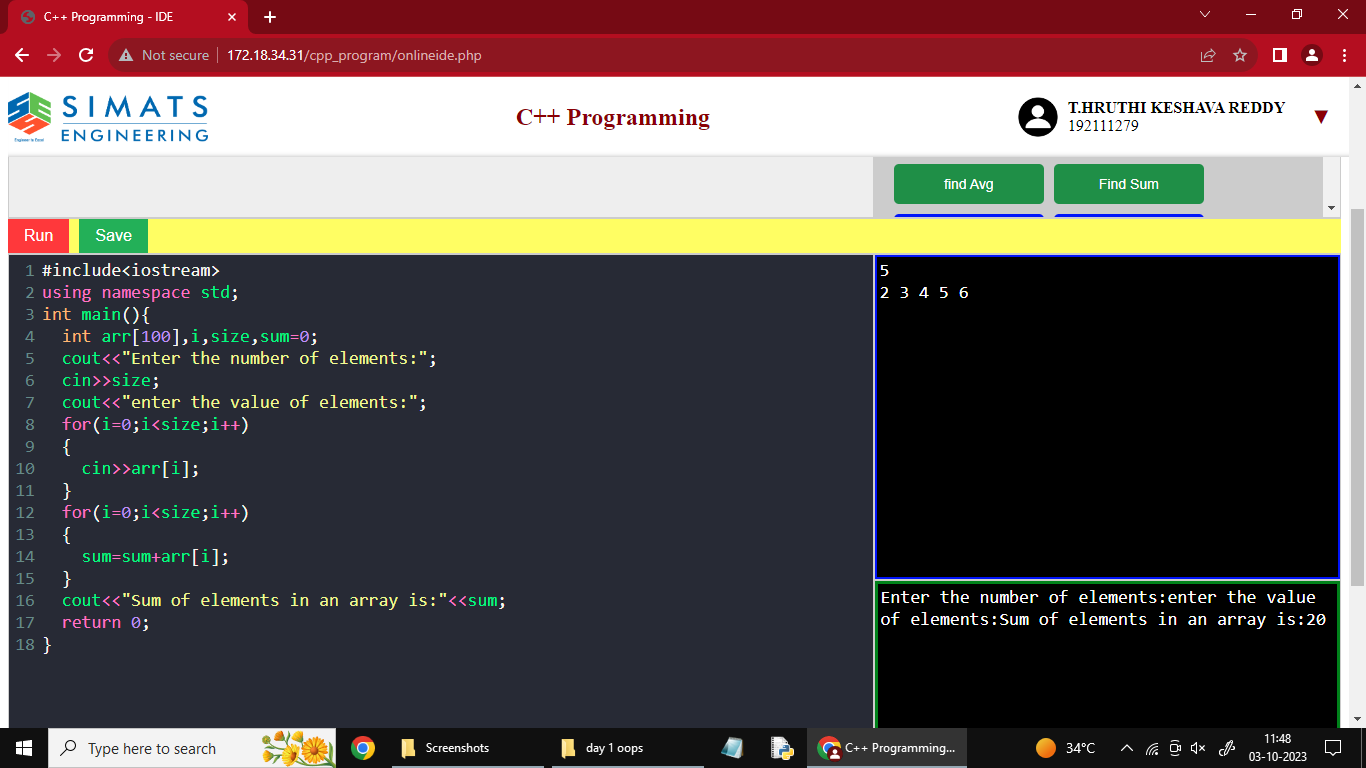 C++ Programming - IDE
Not secure
172.18.34.31/cpp_program/onlineide.php
SIMATS
ENGINEERING
C++ Programming
T.HRUTHI KESHAVA REDDY
192111279
find Avg
Find Sum
Run
Save
1 #include<iostream>
2 using namespace std;
3 int main(){
4 int arr[100],i,size,sum=0;
5 cout<<"Enter the number of elements:";
6 cin>>size;
7 cout<<"enter the value of elements:";
8 for(i=0;i<size;i++)
9 {
10 cin>>arr[i];
11 }
12 for(i=0;i<size;i++)
13 {
14 sum=sum+arr[i];
15 }
16 cout<<"Sum of elements in an array is:"<<sum;
17 return 0;
18 }
5
2 3 4 5 6
Enter the number of elements:enter the value
of elements:Sum of elements in an array is:20
Type here to search
Screenshots
day 1 oops
C++ Programming...
34°C
11:48
03-10-2023